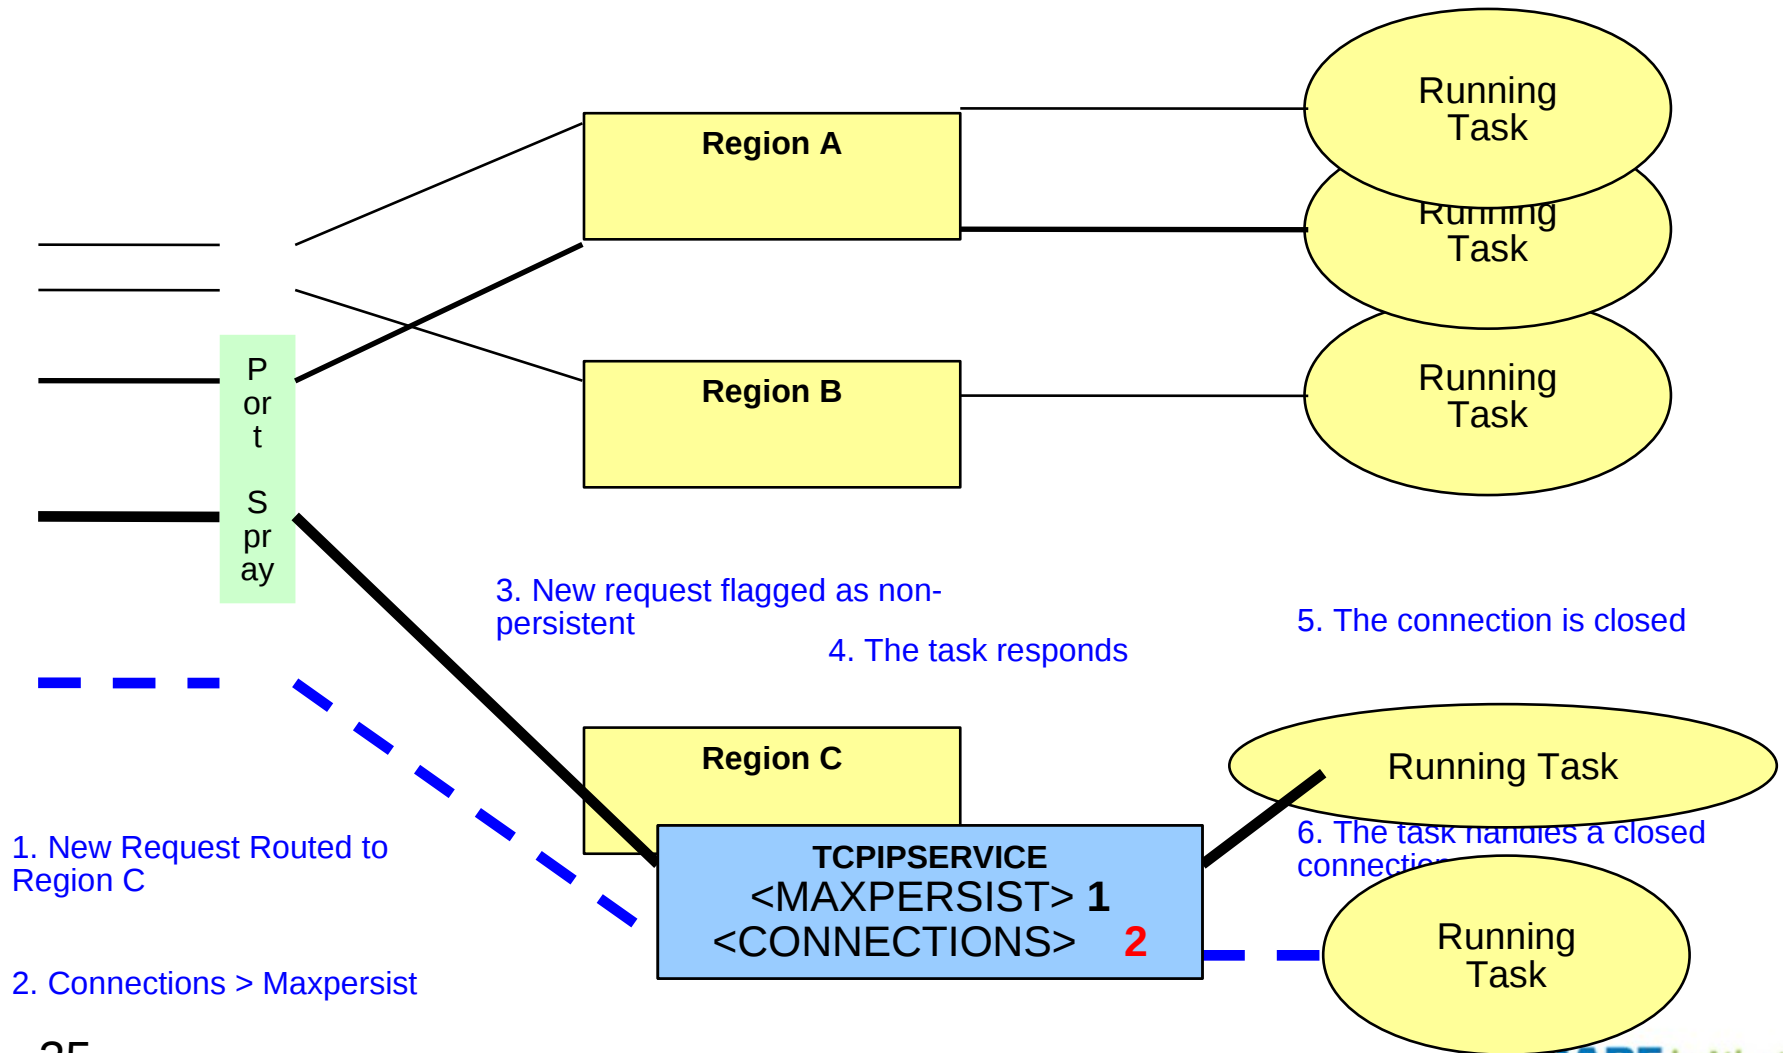 Running
Task
Region A
Running
Task
P
or
t
S
pr
ay
Region B
Running
Task
3. New request flagged as non-
persistent
4. The task responds
5. The connection is closed
Region C
Running Task
1. New Request Routed to
Region C
TCPIPSERVICE
<MAXPERSIST> 1
<CONNECTIONS> 2
6. The task handles a closed
Running
Task
2. Connections > Maxpersist